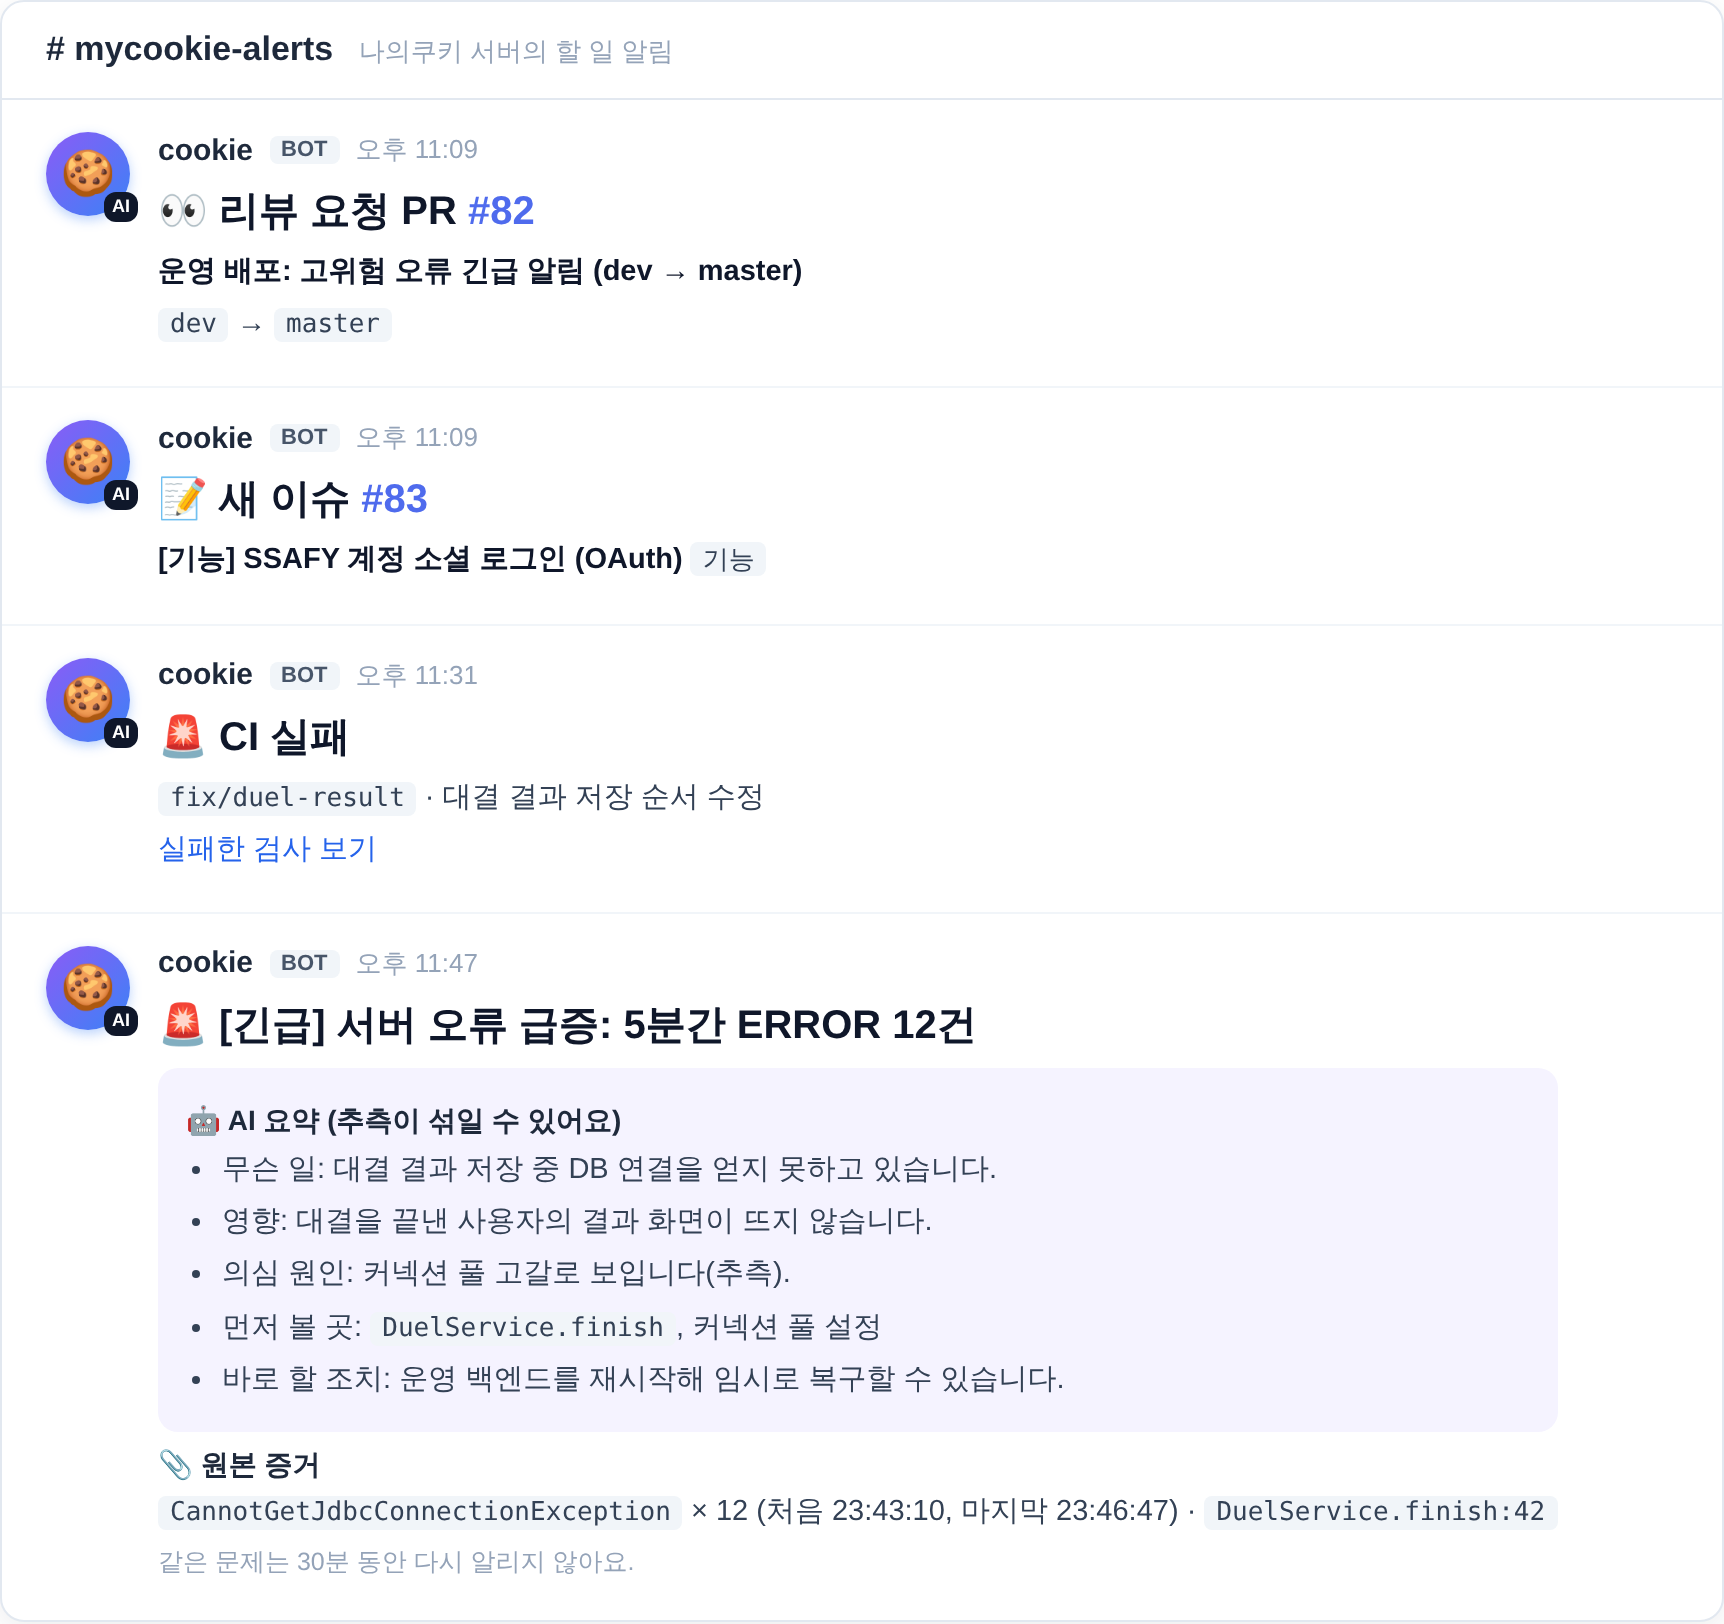 # mycookie-alerts 나의쿠키 서버의 할 일 알림
cookie BOT 오후 11:09
AI
👀 리뷰 요청 PR #82
운영 배포: 고위험 오류 긴급 알림 (dev → master)
dev → master
cookie BOT 오후 11:09
AI
📝 새 이슈 #83
[기능] SSAFY 계정 소셜 로그인 (OAuth) 기능
cookie BOT 오후 11:31
AI
🚨 CI 실패
fix/duel-result · 대결 결과 저장 순서 수정
실패한 검사 보기
cookie BOT 오후 11:47
AI
🚨 [긴급] 서버 오류 급증: 5분간 ERROR 12건
🤖 AI 요약 (추측이 섞일 수 있어요)
• 무슨 일: 대결 결과 저장 중 DB 연결을 얻지 못하고 있습니다.
• 영향: 대결을 끝낸 사용자의 결과 화면이 뜨지 않습니다.
• 의심 원인: 커넥션 풀 고갈로 보입니다(추측).
• 먼저 볼 곳: DuelService.finish , 커넥션 풀 설정
• 바로 할 조치: 운영 백엔드를 재시작해 임시로 복구할 수 있습니다.
📎 원본 증거
CannotGetJdbcConnectionException × 12 (처음 23:43:10, 마지막 23:46:47) · DuelService.finish:42
같은 문제는 30분 동안 다시 알리지 않아요.